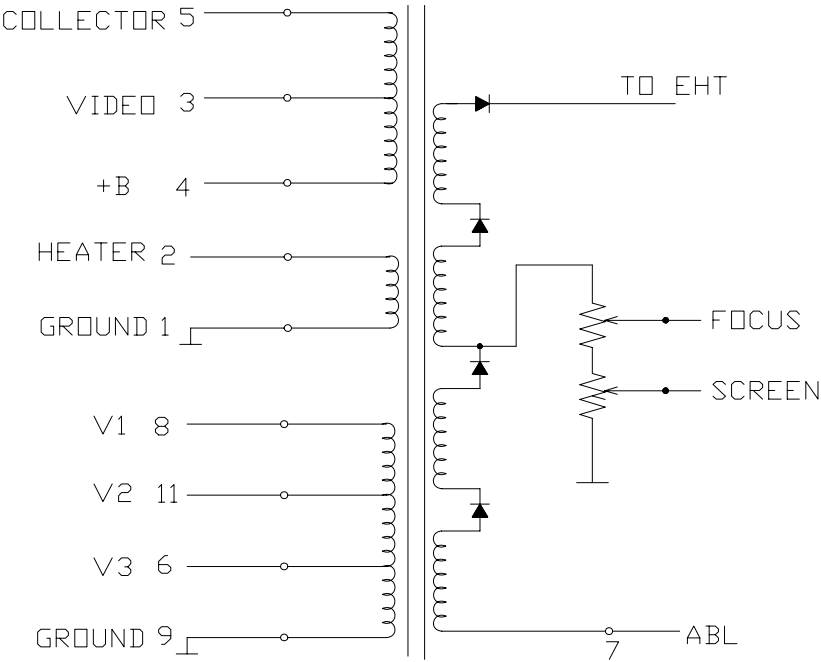 COLLECTOR 5
TO EHT
VIDEO 3
+B 4
HEATER 2
FOCUS
GROUND 1
SCREEN
V1 8
V2 11
V3 6
GROUND 9
ABL
7